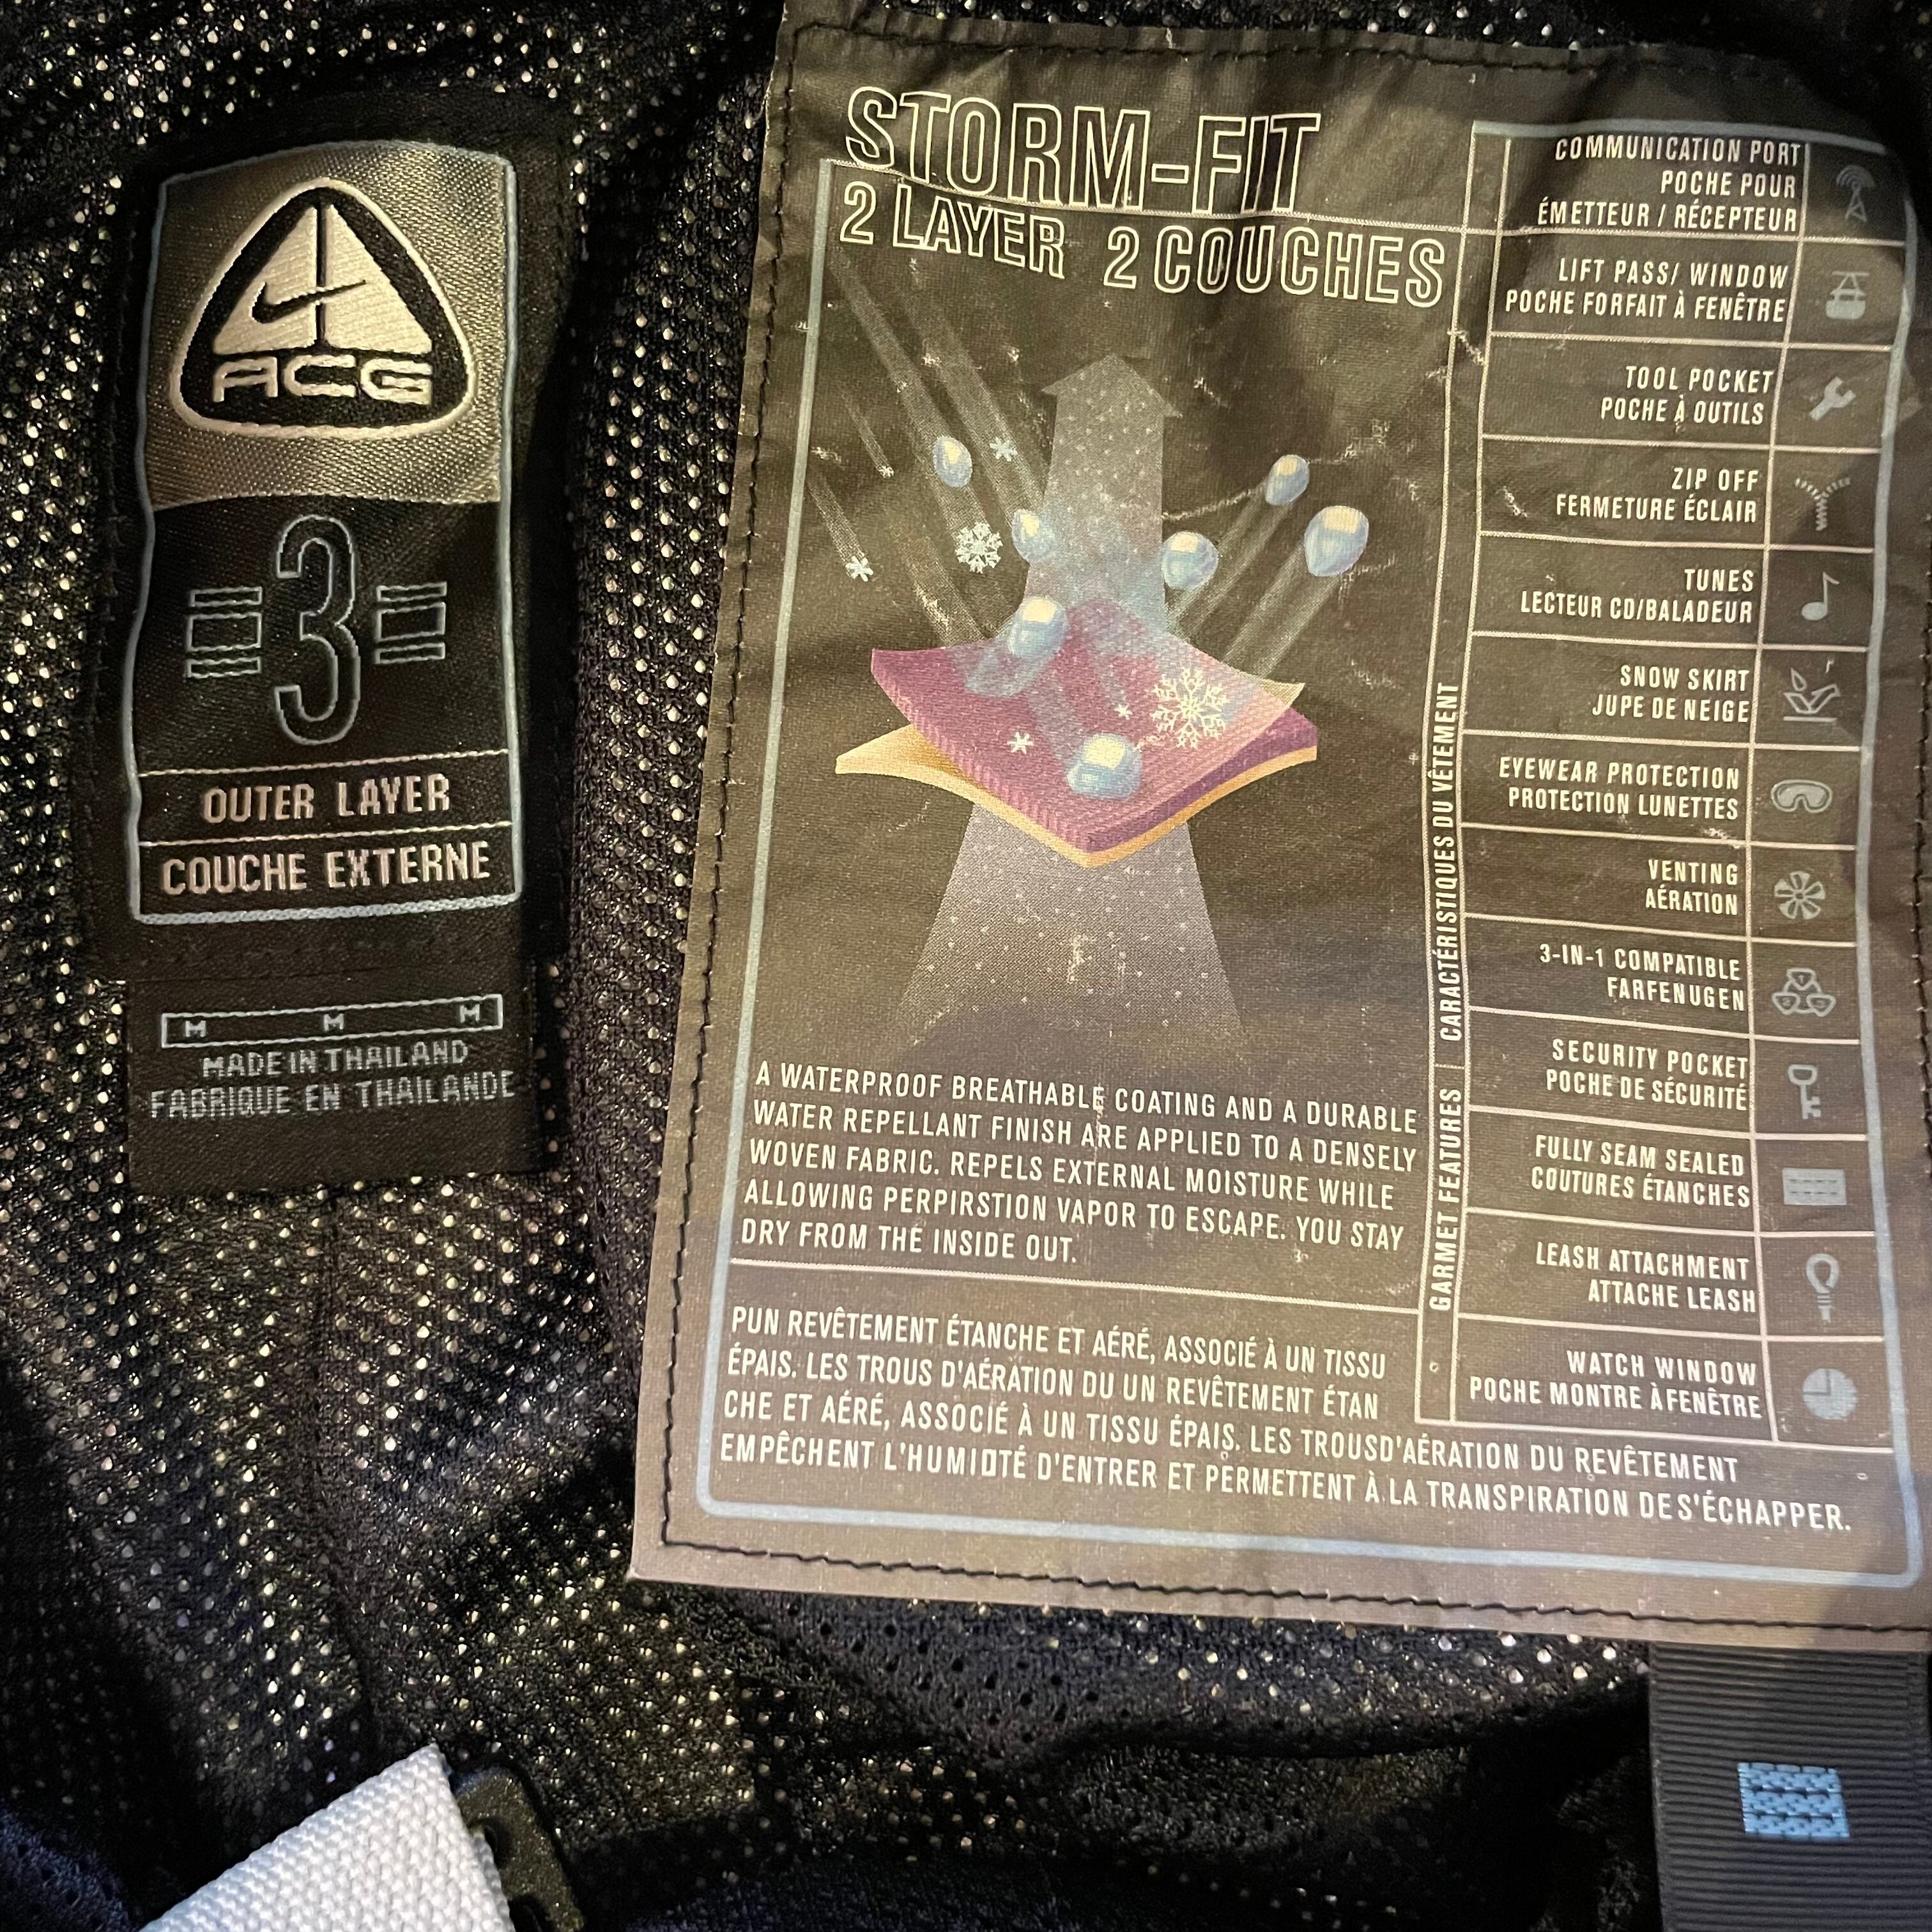 ACG
3
OUTER LAYER
COUCHE EXTERNE
M M M
MADE IN THAILAND
FABRIQUE EN THAILANDE
STORM-FIT
2 LAYER 2 COUCHES
A WATERPROOF BREATHABLE COATING AND A DURABLE
WATER REPELLANT FINISH ARE APPLIED TO A DENSELY
WOVEN FABRIC. REPELS EXTERNAL MOISTURE WHILE
ALLOWING PERPIRSTION VAPOR TO ESCAPE. YOU STAY
DRY FROM THE INSIDE OUT.
PUN REVÊTEMENT ÉTANCHE ET AÉRÉ, ASSOCIÉ À UN TISSU
ÉPAIS. LES TROUS D'AÉRATION DU UN REVÊTEMENT ÉTAN
CHE ET AÉRÉ, ASSOCIÉ À UN TISSU ÉPAIS. LES TROUSD'AÉRATION DU REVÊTEMENT
EMPÊCHENT L'HUMI▯TÉ D'ENTRER ET PERMETTENT À LA TRANSPIRATION DE S'ÉCHAPPER.
GARMET FEATURES CARACTÉRISTIQUES DU VÊTEMENT
COMMUNICATION PORT
POCHE POUR
ÉMETTEUR / RÉCEPTEUR
LIFT PASS/ WINDOW
POCHE FORFAIT À FENÊTRE
TOOL POCKET
POCHE À OUTILS
ZIP OFF
FERMETURE ÉCLAIR
TUNES
LECTEUR CD/BALADEUR
SNOW SKIRT
JUPE DE NEIGE
EYEWEAR PROTECTION
PROTECTION LUNETTES
VENTING
AÉRATION
3-IN-1 COMPATIBLE
FARFENUGEN
SECURITY POCKET
POCHE DE SÉCURITÉ
FULLY SEAM SEALED
COUTURES ÉTANCHES
LEASH ATTACHMENT
ATTACHE LEASH
WATCH WINDOW
POCHE MONTRE À FENÊTRE